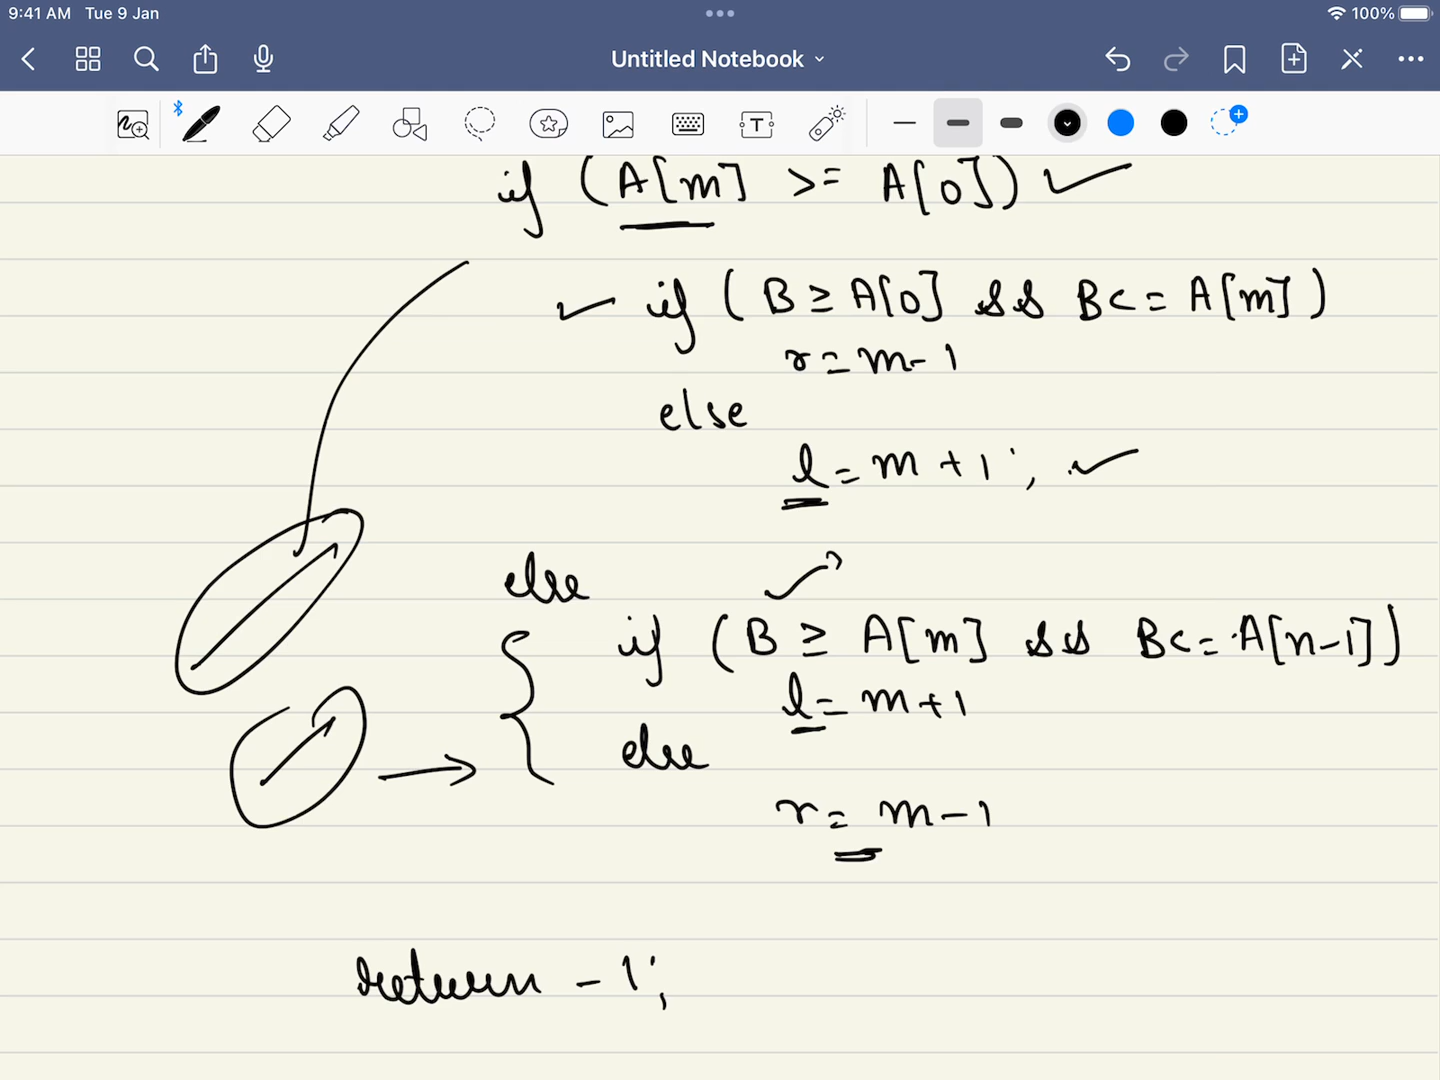 9:41 AM Tue 9 Jan 100%
Untitled Notebook
T
if (A[m] >= A[0])
if (B ≥ A[0] && B <= A[m])
r = m-1
else
l = m+1;
else
if (B ≥ A[m] && B <= A[n-1])
l = m+1
else
r = m-1
return -1;